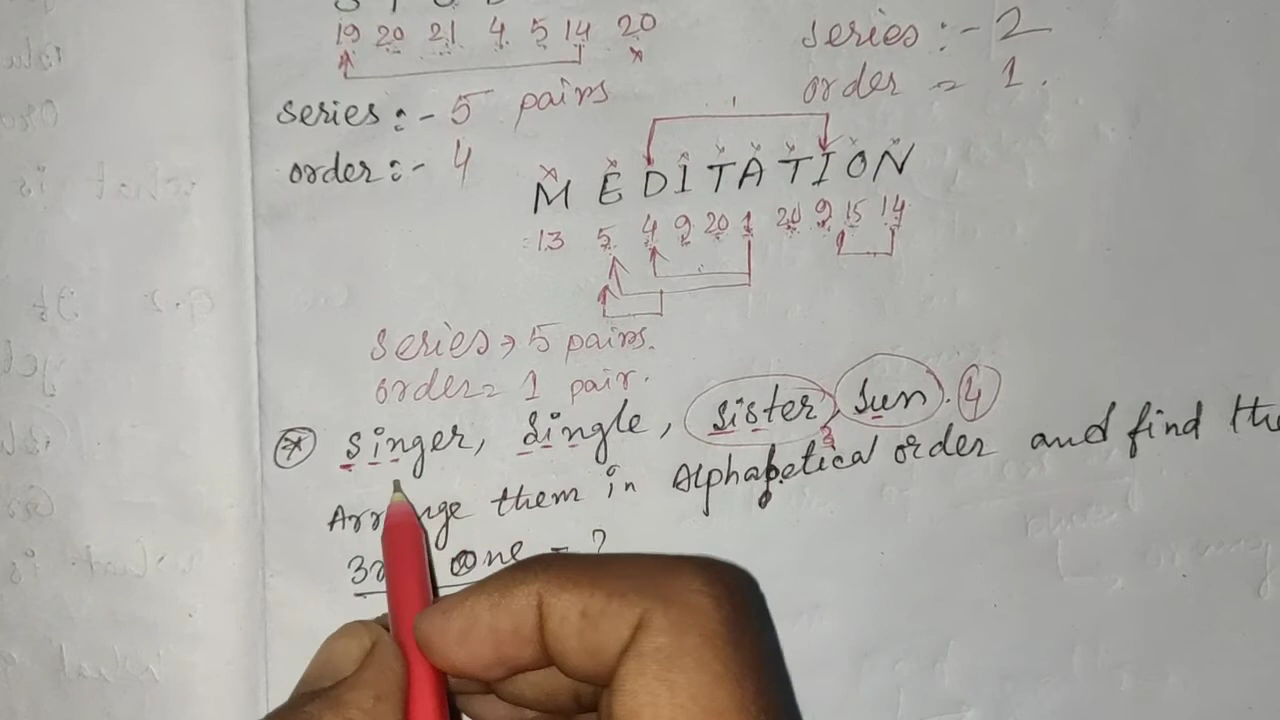 19 20 21 4 5 14 20
series :- 2
order = 1.
series :- 5 pairs
order :- 4
MEDITATION
13 5 4 9 20 1 20 9 15 14
series → 5 pairs.
order = 1 pair.
singer, single, sister, sun. 4
3
Arrange them in Alphabetical order and find the
one = ?